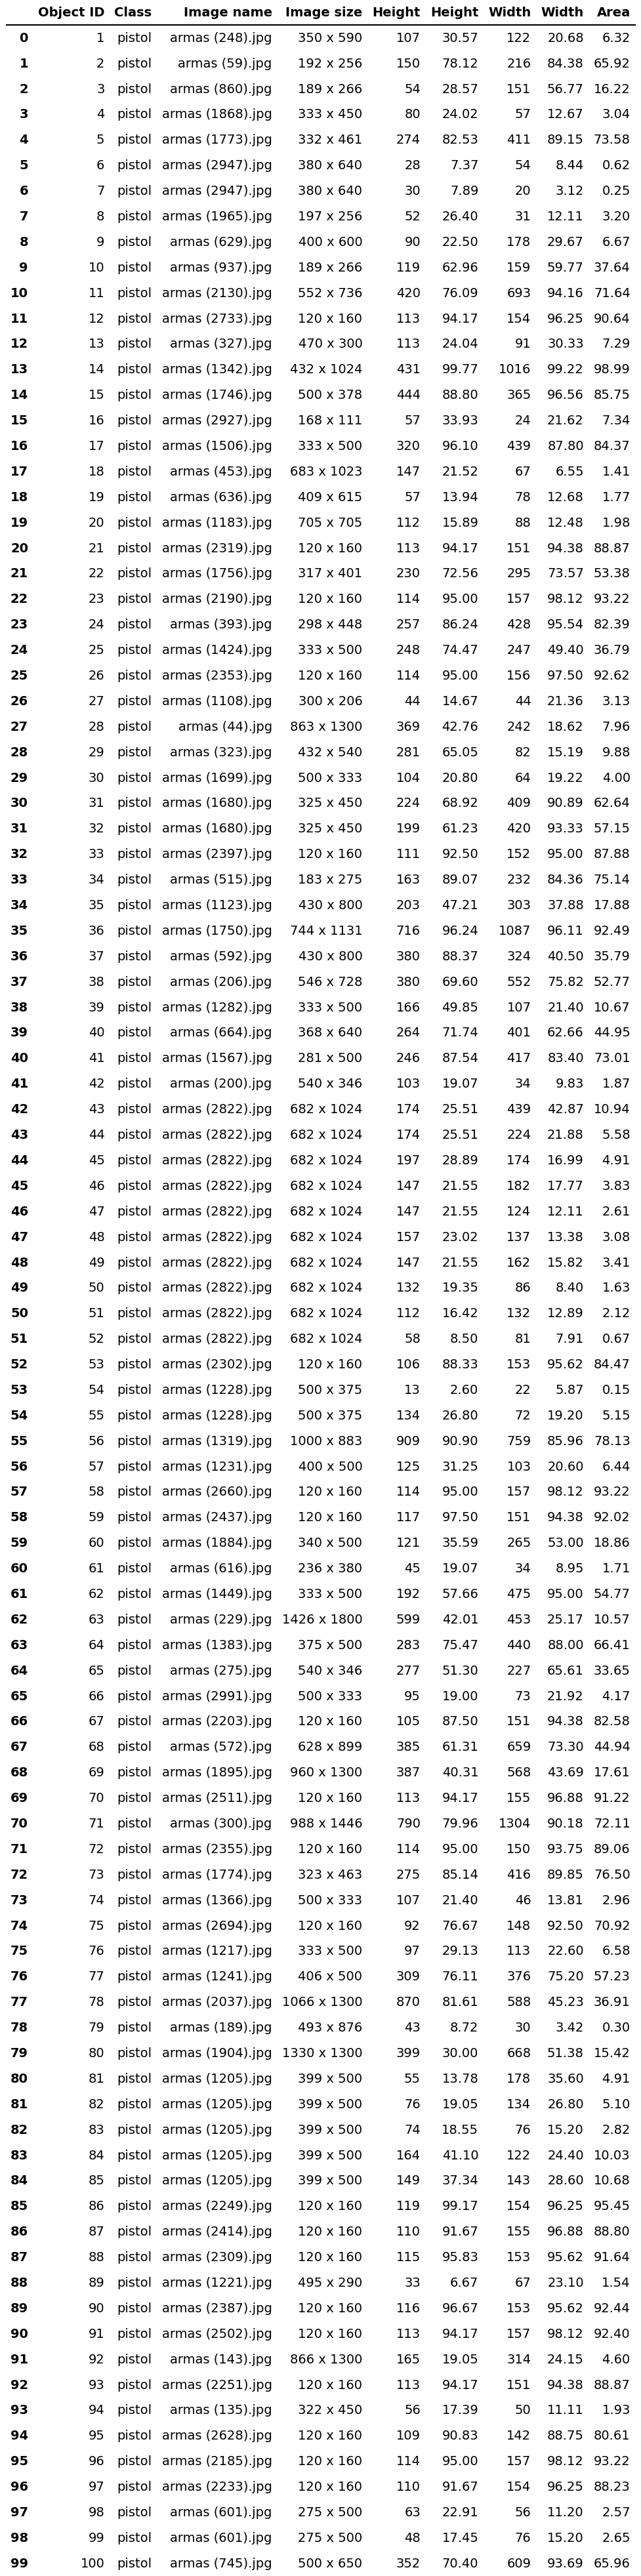 Object ID Class Image name Image size Height Height Width Width Area
0 1 pistol armas (248).jpg 350 x 590 107 30.57 122 20.68 6.32
1 2 pistol armas (59).jpg 192 x 256 150 78.12 216 84.38 65.92
2 3 pistol armas (860).jpg 189 x 266 54 28.57 151 56.77 16.22
3 4 pistol armas (1868).jpg 333 x 450 80 24.02 57 12.67 3.04
4 5 pistol armas (1773).jpg 332 x 461 274 82.53 411 89.15 73.58
5 6 pistol armas (2947).jpg 380 x 640 28 7.37 54 8.44 0.62
6 7 pistol armas (2947).jpg 380 x 640 30 7.89 20 3.12 0.25
7 8 pistol armas (1965).jpg 197 x 256 52 26.40 31 12.11 3.20
8 9 pistol armas (629).jpg 400 x 600 90 22.50 178 29.67 6.67
9 10 pistol armas (937).jpg 189 x 266 119 62.96 159 59.77 37.64
10 11 pistol armas (2130).jpg 552 x 736 420 76.09 693 94.16 71.64
11 12 pistol armas (2733).jpg 120 x 160 113 94.17 154 96.25 90.64
12 13 pistol armas (327).jpg 470 x 300 113 24.04 91 30.33 7.29
13 14 pistol armas (1342).jpg 432 x 1024 431 99.77 1016 99.22 98.99
14 15 pistol armas (1746).jpg 500 x 378 444 88.80 365 96.56 85.75
15 16 pistol armas (2927).jpg 168 x 111 57 33.93 24 21.62 7.34
16 17 pistol armas (1506).jpg 333 x 500 320 96.10 439 87.80 84.37
17 18 pistol armas (453).jpg 683 x 1023 147 21.52 67 6.55 1.41
18 19 pistol armas (636).jpg 409 x 615 57 13.94 78 12.68 1.77
19 20 pistol armas (1183).jpg 705 x 705 112 15.89 88 12.48 1.98
20 21 pistol armas (2319).jpg 120 x 160 113 94.17 151 94.38 88.87
21 22 pistol armas (1756).jpg 317 x 401 230 72.56 295 73.57 53.38
22 23 pistol armas (2190).jpg 120 x 160 114 95.00 157 98.12 93.22
23 24 pistol armas (393).jpg 298 x 448 257 86.24 428 95.54 82.39
24 25 pistol armas (1424).jpg 333 x 500 248 74.47 247 49.40 36.79
25 26 pistol armas (2353).jpg 120 x 160 114 95.00 156 97.50 92.62
26 27 pistol armas (1108).jpg 300 x 206 44 14.67 44 21.36 3.13
27 28 pistol armas (44).jpg 863 x 1300 369 42.76 242 18.62 7.96
28 29 pistol armas (323).jpg 432 x 540 281 65.05 82 15.19 9.88
29 30 pistol armas (1699).jpg 500 x 333 104 20.80 64 19.22 4.00
30 31 pistol armas (1680).jpg 325 x 450 224 68.92 409 90.89 62.64
31 32 pistol armas (1680).jpg 325 x 450 199 61.23 420 93.33 57.15
32 33 pistol armas (2397).jpg 120 x 160 111 92.50 152 95.00 87.88
33 34 pistol armas (515).jpg 183 x 275 163 89.07 232 84.36 75.14
34 35 pistol armas (1123).jpg 430 x 800 203 47.21 303 37.88 17.88
35 36 pistol armas (1750).jpg 744 x 1131 716 96.24 1087 96.11 92.49
36 37 pistol armas (592).jpg 430 x 800 380 88.37 324 40.50 35.79
37 38 pistol armas (206).jpg 546 x 728 380 69.60 552 75.82 52.77
38 39 pistol armas (1282).jpg 333 x 500 166 49.85 107 21.40 10.67
39 40 pistol armas (664).jpg 368 x 640 264 71.74 401 62.66 44.95
40 41 pistol armas (1567).jpg 281 x 500 246 87.54 417 83.40 73.01
41 42 pistol armas (200).jpg 540 x 346 103 19.07 34 9.83 1.87
42 43 pistol armas (2822).jpg 682 x 1024 174 25.51 439 42.87 10.94
43 44 pistol armas (2822).jpg 682 x 1024 174 25.51 224 21.88 5.58
44 45 pistol armas (2822).jpg 682 x 1024 197 28.89 174 16.99 4.91
45 46 pistol armas (2822).jpg 682 x 1024 147 21.55 182 17.77 3.83
46 47 pistol armas (2822).jpg 682 x 1024 147 21.55 124 12.11 2.61
47 48 pistol armas (2822).jpg 682 x 1024 157 23.02 137 13.38 3.08
48 49 pistol armas (2822).jpg 682 x 1024 147 21.55 162 15.82 3.41
49 50 pistol armas (2822).jpg 682 x 1024 132 19.35 86 8.40 1.63
50 51 pistol armas (2822).jpg 682 x 1024 112 16.42 132 12.89 2.12
51 52 pistol armas (2822).jpg 682 x 1024 58 8.50 81 7.91 0.67
52 53 pistol armas (2302).jpg 120 x 160 106 88.33 153 95.62 84.47
53 54 pistol armas (1228).jpg 500 x 375 13 2.60 22 5.87 0.15
54 55 pistol armas (1228).jpg 500 x 375 134 26.80 72 19.20 5.15
55 56 pistol armas (1319).jpg 1000 x 883 909 90.90 759 85.96 78.13
56 57 pistol armas (1231).jpg 400 x 500 125 31.25 103 20.60 6.44
57 58 pistol armas (2660).jpg 120 x 160 114 95.00 157 98.12 93.22
58 59 pistol armas (2437).jpg 120 x 160 117 97.50 151 94.38 92.02
59 60 pistol armas (1884).jpg 340 x 500 121 35.59 265 53.00 18.86
60 61 pistol armas (616).jpg 236 x 380 45 19.07 34 8.95 1.71
61 62 pistol armas (1449).jpg 333 x 500 192 57.66 475 95.00 54.77
62 63 pistol armas (229).jpg 1426 x 1800 599 42.01 453 25.17 10.57
63 64 pistol armas (1383).jpg 375 x 500 283 75.47 440 88.00 66.41
64 65 pistol armas (275).jpg 540 x 346 277 51.30 227 65.61 33.65
65 66 pistol armas (2991).jpg 500 x 333 95 19.00 73 21.92 4.17
66 67 pistol armas (2203).jpg 120 x 160 105 87.50 151 94.38 82.58
67 68 pistol armas (572).jpg 628 x 899 385 61.31 659 73.30 44.94
68 69 pistol armas (1895).jpg 960 x 1300 387 40.31 568 43.69 17.61
69 70 pistol armas (2511).jpg 120 x 160 113 94.17 155 96.88 91.22
70 71 pistol armas (300).jpg 988 x 1446 790 79.96 1304 90.18 72.11
71 72 pistol armas (2355).jpg 120 x 160 114 95.00 150 93.75 89.06
72 73 pistol armas (1774).jpg 323 x 463 275 85.14 416 89.85 76.50
73 74 pistol armas (1366).jpg 500 x 333 107 21.40 46 13.81 2.96
74 75 pistol armas (2694).jpg 120 x 160 92 76.67 148 92.50 70.92
75 76 pistol armas (1217).jpg 333 x 500 97 29.13 113 22.60 6.58
76 77 pistol armas (1241).jpg 406 x 500 309 76.11 376 75.20 57.23
77 78 pistol armas (2037).jpg 1066 x 1300 870 81.61 588 45.23 36.91
78 79 pistol armas (189).jpg 493 x 876 43 8.72 30 3.42 0.30
79 80 pistol armas (1904).jpg 1330 x 1300 399 30.00 668 51.38 15.42
80 81 pistol armas (1205).jpg 399 x 500 55 13.78 178 35.60 4.91
81 82 pistol armas (1205).jpg 399 x 500 76 19.05 134 26.80 5.10
82 83 pistol armas (1205).jpg 399 x 500 74 18.55 76 15.20 2.82
83 84 pistol armas (1205).jpg 399 x 500 164 41.10 122 24.40 10.03
84 85 pistol armas (1205).jpg 399 x 500 149 37.34 143 28.60 10.68
85 86 pistol armas (2249).jpg 120 x 160 119 99.17 154 96.25 95.45
86 87 pistol armas (2414).jpg 120 x 160 110 91.67 155 96.88 88.80
87 88 pistol armas (2309).jpg 120 x 160 115 95.83 153 95.62 91.64
88 89 pistol armas (1221).jpg 495 x 290 33 6.67 67 23.10 1.54
89 90 pistol armas (2387).jpg 120 x 160 116 96.67 153 95.62 92.44
90 91 pistol armas (2502).jpg 120 x 160 113 94.17 157 98.12 92.40
91 92 pistol armas (143).jpg 866 x 1300 165 19.05 314 24.15 4.60
92 93 pistol armas (2251).jpg 120 x 160 113 94.17 151 94.38 88.87
93 94 pistol armas (135).jpg 322 x 450 56 17.39 50 11.11 1.93
94 95 pistol armas (2628).jpg 120 x 160 109 90.83 142 88.75 80.61
95 96 pistol armas (2185).jpg 120 x 160 114 95.00 157 98.12 93.22
96 97 pistol armas (2233).jpg 120 x 160 110 91.67 154 96.25 88.23
97 98 pistol armas (601).jpg 275 x 500 63 22.91 56 11.20 2.57
98 99 pistol armas (601).jpg 275 x 500 48 17.45 76 15.20 2.65
99 100 pistol armas (745).jpg 500 x 650 352 70.40 609 93.69 65.96